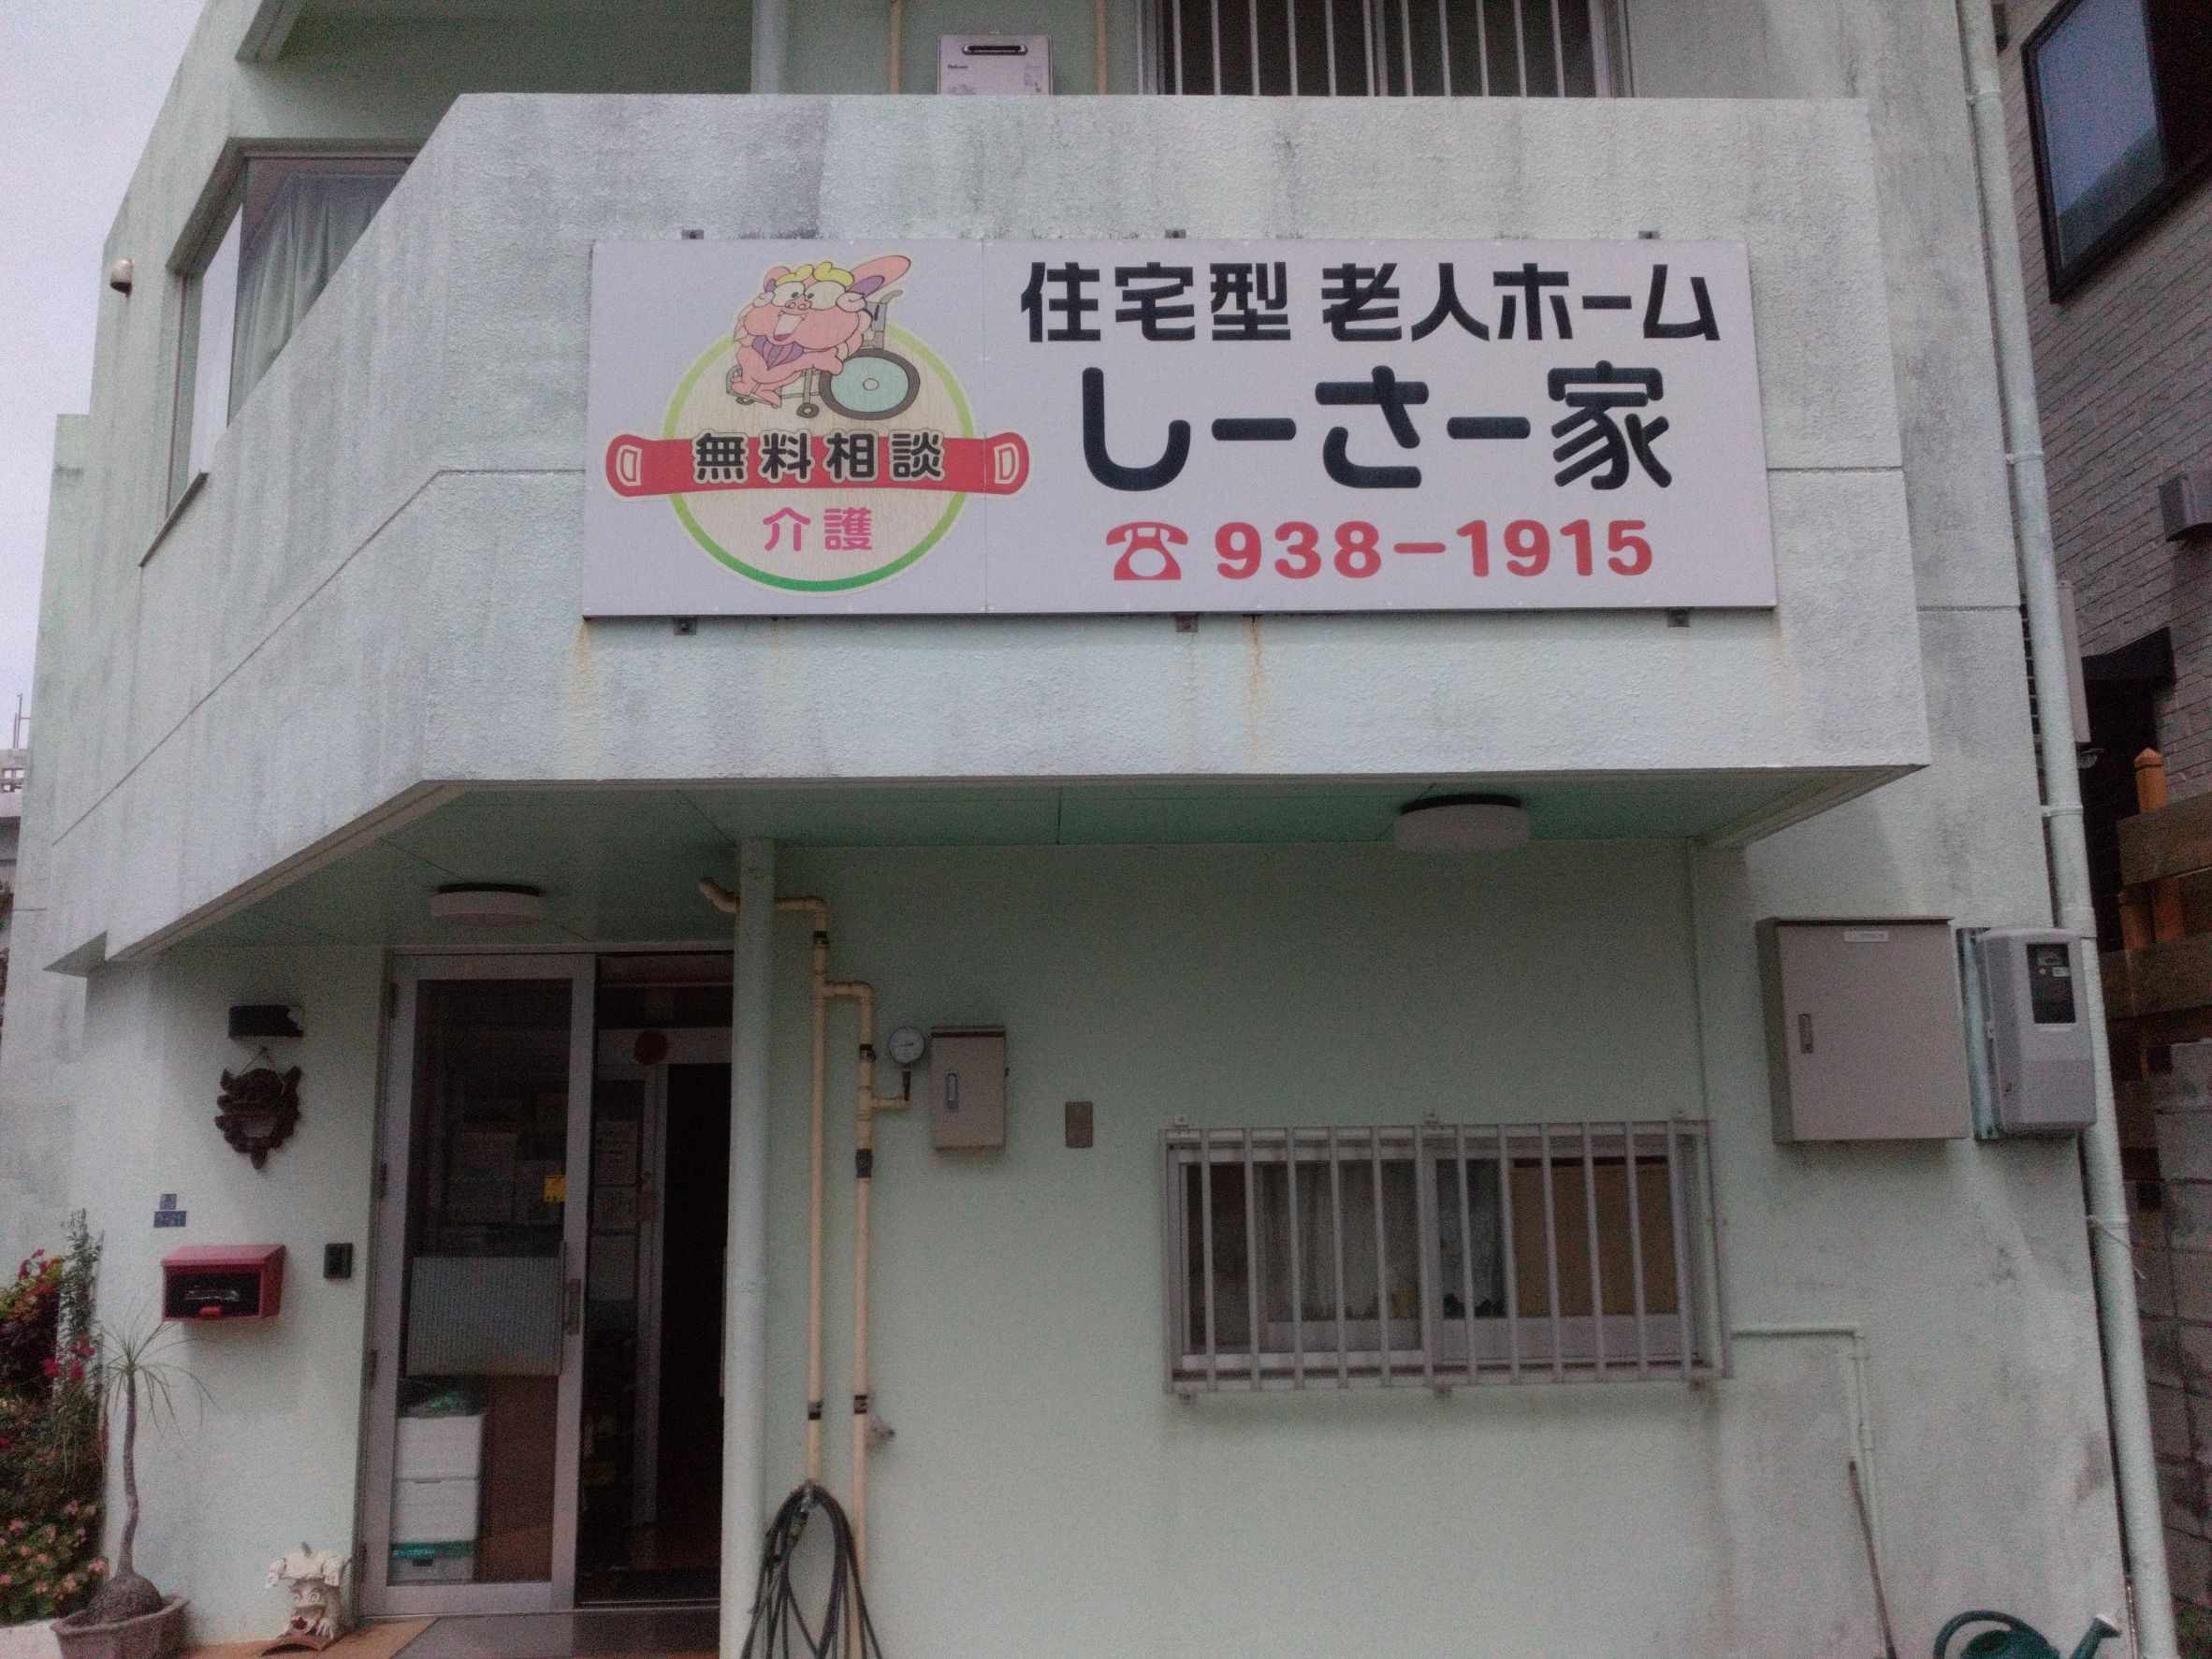 無料相談
介護
住宅型 老人ホーム
しーさー家
☎ 938-1915